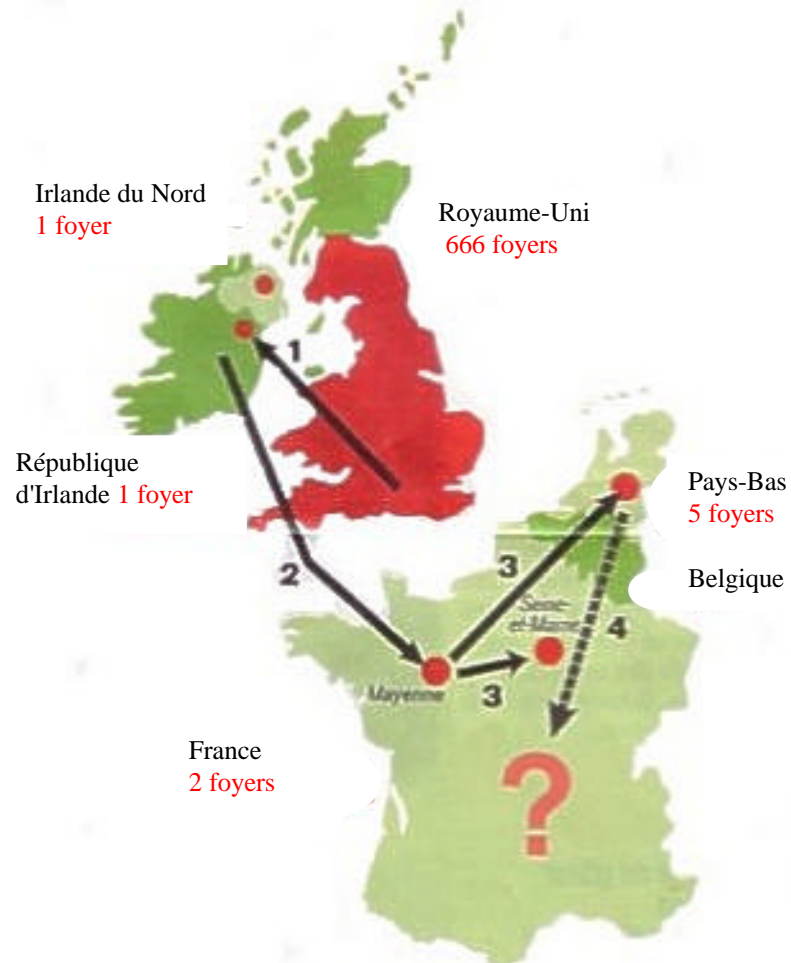 Irlande du Nord
1 foyer
Royaume-Uni
666 foyers
1
République
d'Irlande 1 foyer
Pays-Bas
5 foyers
Belgique
2
3
Seine-
et-Marne
4
Mayenne
3
France
2 foyers
?